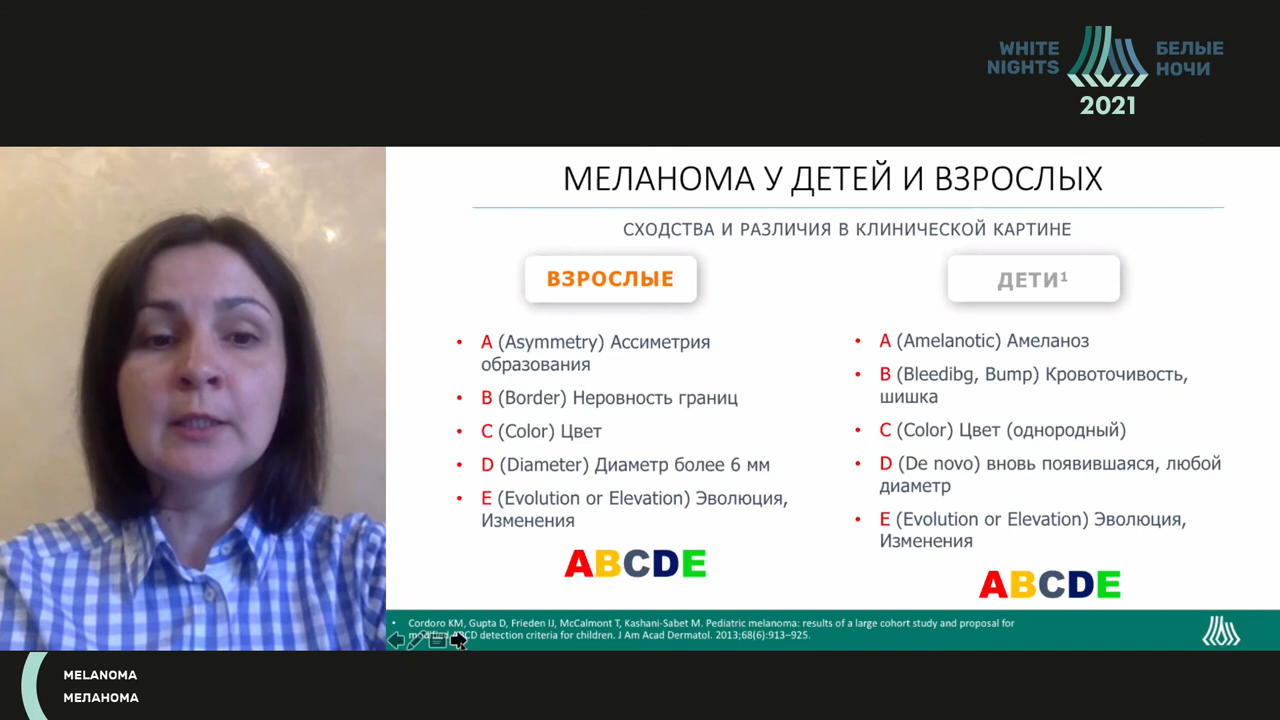 WHITE
NIGHTS
БЕЛЫЕ
НОЧИ
2021
МЕЛАНОМА У ДЕТЕЙ И ВЗРОСЛЫХ
СХОДСТВА И РАЗЛИЧИЯ В КЛИНИЧЕСКОЙ КАРТИНЕ
ВЗРОСЛЫЕ
• A (Asymmetry) Ассиметрия
образования
• B (Border) Неровность границ
• C (Color) Цвет
• D (Diameter) Диаметр более 6 мм
• E (Evolution or Elevation) Эволюция,
Изменения
ABCDE
ДЕТИ¹
• A (Amelanotic) Амеланоз
• B (Bleedibg, Bump) Кровоточивость,
шишка
• C (Color) Цвет (однородный)
• D (De novo) вновь появившаяся, любой
диаметр
• E (Evolution or Elevation) Эволюция,
Изменения
ABCDE
• Cordoro KM, Gupta D, Frieden IJ, McCalmont T, Kashani-Sabet M. Pediatric melanoma: results of a large cohort study and proposal for
detection criteria for children. J Am Acad Dermatol. 2013;68(6):913–925.
MELANOMA
МЕЛАНОМА